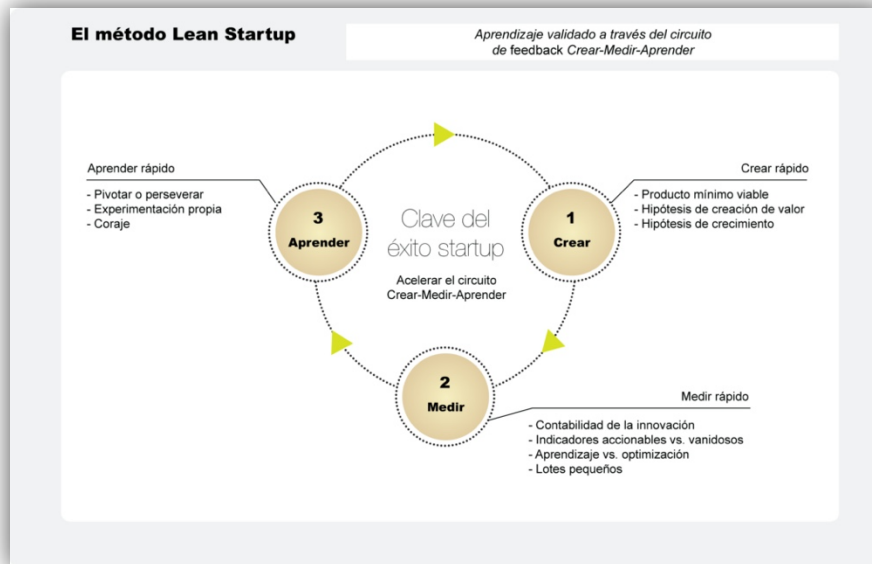 El método Lean Startup
Aprendizaje validado a través del circuito
de feedback Crear-Medir-Aprender
Aprender rápido
- Pivotar o perseverar
- Experimentación propia
- Coraje
Crear rápido
- Producto mínimo viable
- Hipótesis de creación de valor
- Hipótesis de crecimiento
3
Aprender
Clave del
éxito startup
Acelerar el circuito
Crear-Medir-Aprender
1
Crear
2
Medir
Medir rápido
- Contabilidad de la innovación
- Indicadores accionables vs. vanidosos
- Aprendizaje vs. optimización
- Lotes pequeños